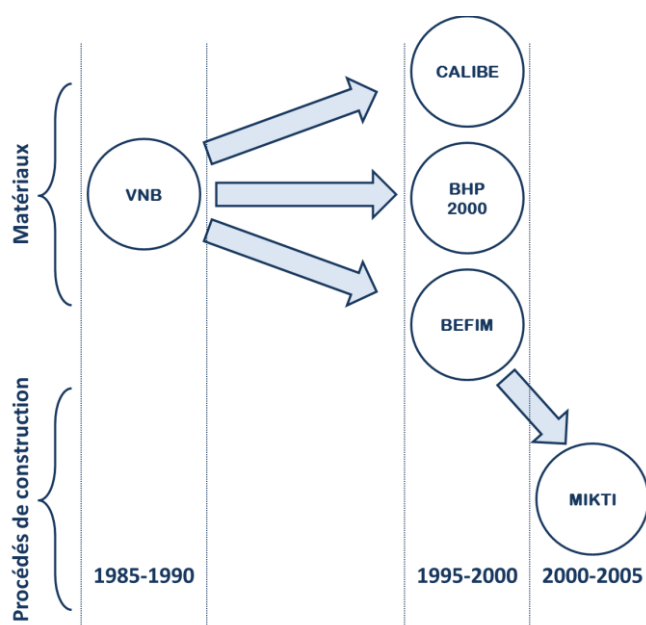 CALIBE
Matériaux
VNB
BHP
2000
BEFIM
Procédés de construction
MIKTI
1985-1990
1995-2000
2000-2005